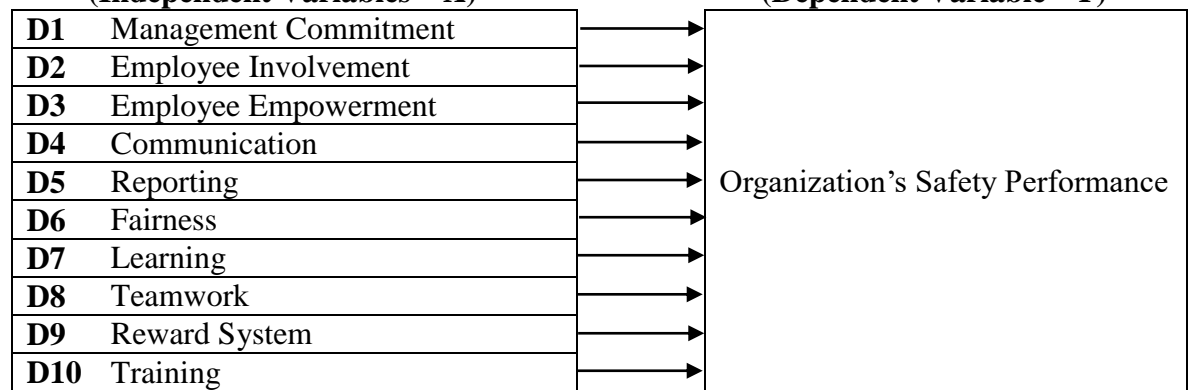 D1 Management Commitment
D2 Employee Involvement
D3 Employee Empowerment
D4 Communication
D5 Reporting
Organization’s Safety Performance
D6 Fairness
D7 Learning
D8 Teamwork
D9 Reward System
D10 Training